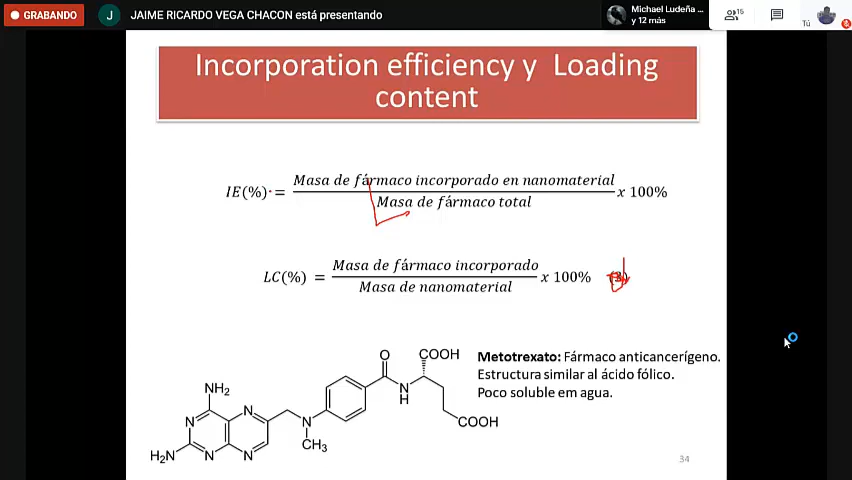 GRABANDO
J
JAIME RICARDO VEGA CHACON está presentando
Michael Ludeña ...
y 12 más
15
Tú
Incorporation efficiency y Loading
content
IE(%) = Masa de fármaco incorporado en nanomaterial / Masa de fármaco total x 100%
LC(%) = Masa de fármaco incorporado / Masa de nanomaterial x 100%
Metotrexato: Fármaco anticancerígeno.
Estructura similar al ácido fólico.
Poco soluble em agua.
NH2
N
N
H2N
N
N
N
CH3
O
N
H
COOH
COOH
34